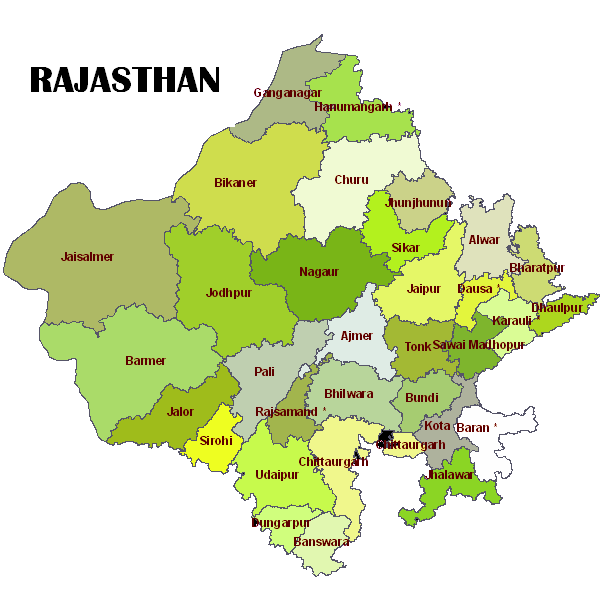 RAJASTHAN
Ganganagar
Hanumangarh *
Bikaner
Churu
Jhunjhunun
Sikar
Alwar
Jaisalmer
Nagaur
Bharatpur
Jodhpur
Jaipur
Dausa *
Dhaulpur
Karauli *
Ajmer
Tonk
Sawai Madhopur
Barmer
Pali
Bhilwara
Bundi
Jalor
Rajsamand *
Sirohi
Kota
Baran *
Chittaurgarh
Chittaurgarh
Udaipur
Jhalawar
Dungarpur
Banswara